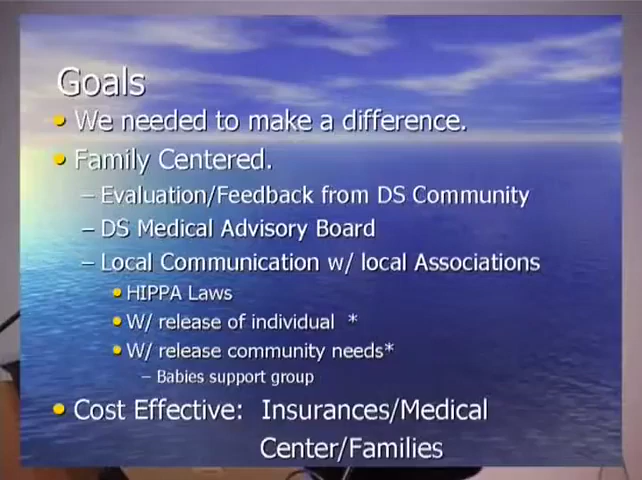 Goals
• We needed to make a difference.
• Family Centered.
– Evaluation/Feedback from DS Community
– DS Medical Advisory Board
– Local Communication w/ local Associations
• HIPPA Laws
• W/ release of individual *
• W/ release community needs*
– Babies support group
• Cost Effective: Insurances/Medical
Center/Families